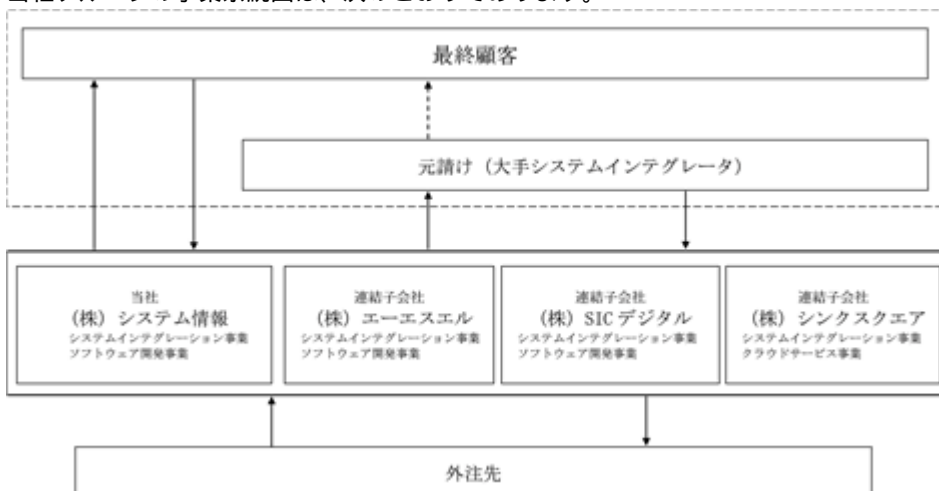 最終顧客
元請け（大手システムインテグレータ）
当社
（株）システム情報
システムインテグレーション事業
ソフトウェア開発事業
連結子会社
（株）エーエスエル
システムインテグレーション事業
ソフトウェア開発事業
連結子会社
（株）SICデジタル
システムインテグレーション事業
ソフトウェア開発事業
連結子会社
（株）シンクスクエア
システムインテグレーション事業
クラウドサービス事業
外注先